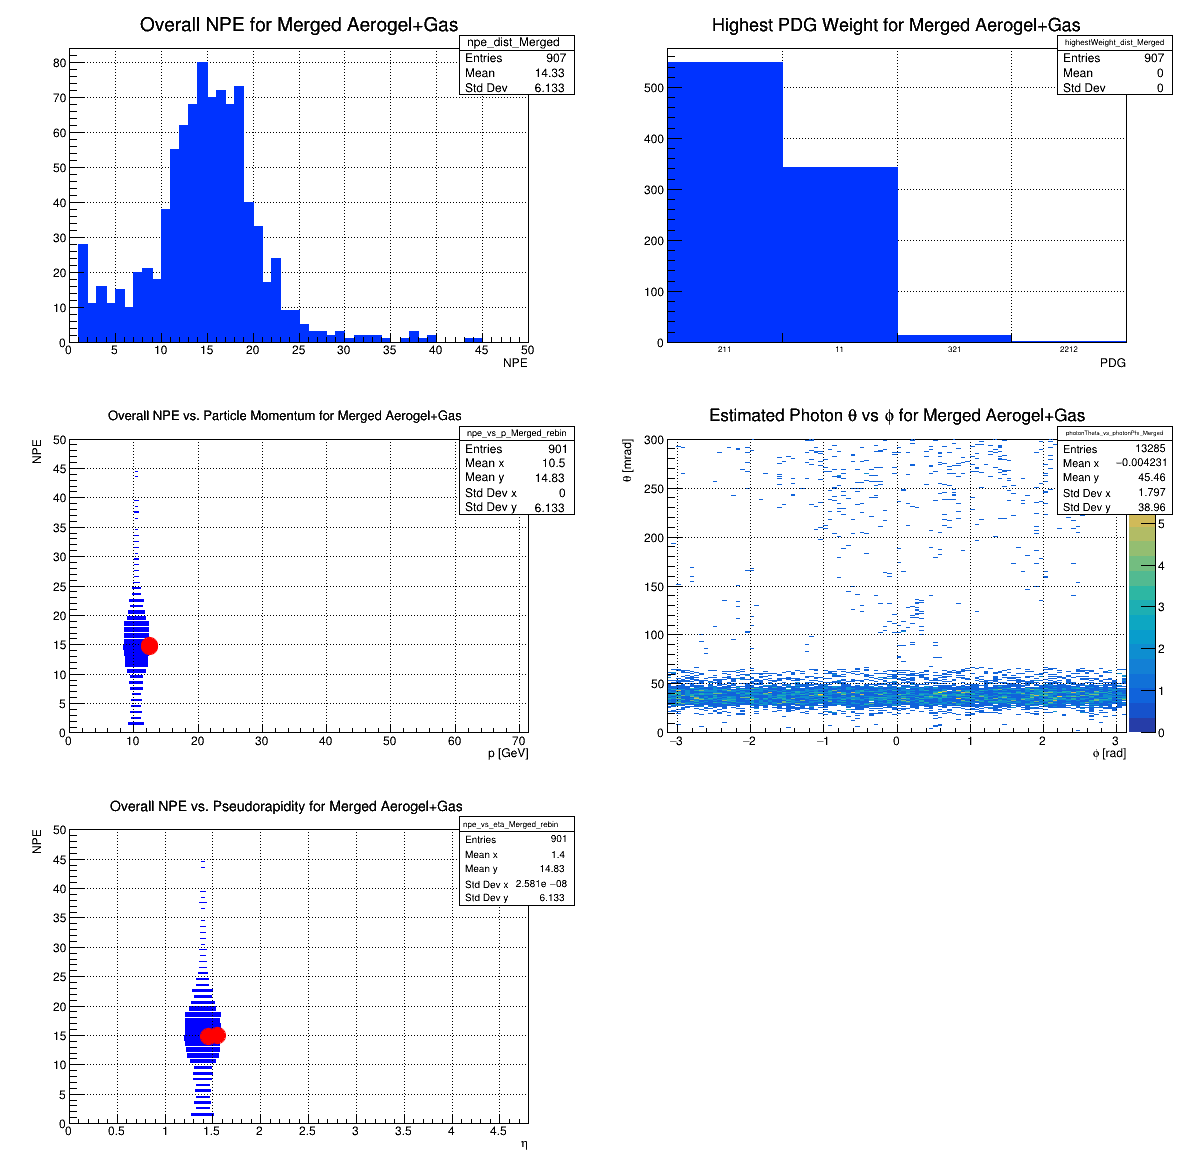 Overall NPE for Merged Aerogel+Gas
npe_dist_Merged
Entries 907
Mean 14.33
Std Dev 6.133
80
70
60
50
40
30
20
10
0
0 5 10 15 20 25 30 35 40 45 50
NPE
Highest PDG Weight for Merged Aerogel+Gas
highestWeight_dist_Merged
Entries 907
Mean 0
Std Dev 0
500
400
300
200
100
0
211 11 321 2212
PDG
Overall NPE vs. Particle Momentum for Merged Aerogel+Gas
npe_vs_p_Merged_rebin
Entries 901
Mean x 10.5
Mean y 14.83
Std Dev x 0
Std Dev y 6.133
NPE
50
45
40
35
30
25
20
15
10
5
0
0 10 20 30 40 50 60 70
p [GeV]
Estimated Photon θ vs ϕ for Merged Aerogel+Gas
photonTheta_vs_photonPhi_Merged
Entries 13285
Mean x −0.004231
Mean y 45.46
Std Dev x 1.797
Std Dev y 38.96
θ [mrad]
300
250
200
150
100
50
0
−3 −2 −1 0 1 2 3
ϕ [rad]
5
4
3
2
1
0
Overall NPE vs. Pseudorapidity for Merged Aerogel+Gas
npe_vs_eta_Merged_rebin
Entries 901
Mean x 1.4
Mean y 14.83
Std Dev x 2.581e −08
Std Dev y 6.133
NPE
50
45
40
35
30
25
20
15
10
5
0
0 0.5 1 1.5 2 2.5 3 3.5 4 4.5
η